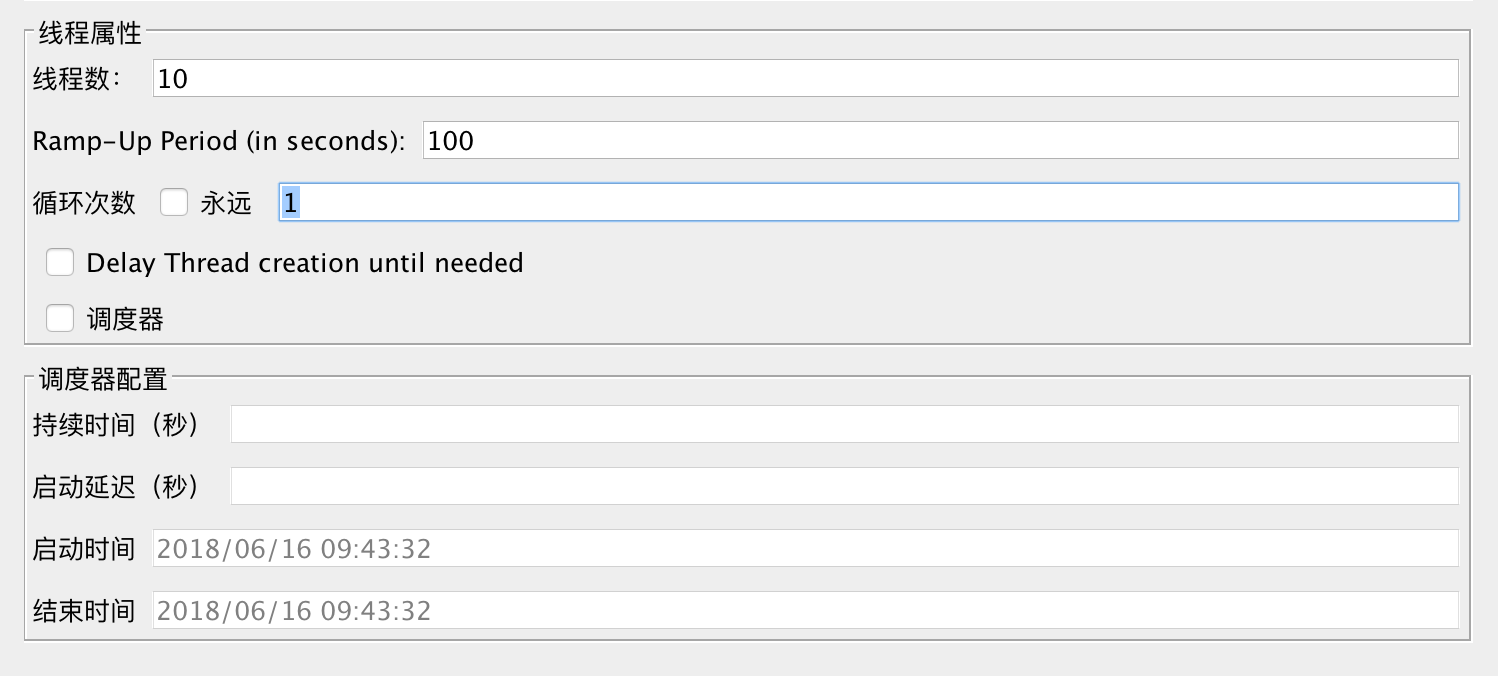 线程属性
线程数： 10
Ramp-Up Period (in seconds): 100
循环次数 永远 1
Delay Thread creation until needed
调度器
调度器配置
持续时间（秒）
启动延迟（秒）
启动时间 2018/06/16 09:43:32
结束时间 2018/06/16 09:43:32